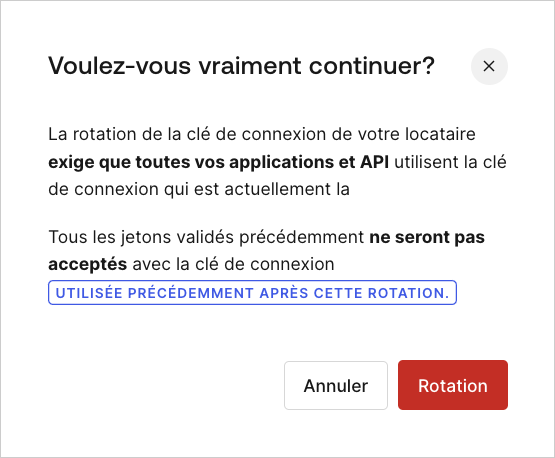 Voulez-vous vraiment continuer?
La rotation de la clé de connexion de votre locataire
exige que toutes vos applications et API utilisent la clé
de connexion qui est actuellement la
Tous les jetons validés précédemment ne seront pas
acceptés avec la clé de connexion
UTILISÉE PRÉCÉDEMMENT APRÈS CETTE ROTATION.
Annuler
Rotation